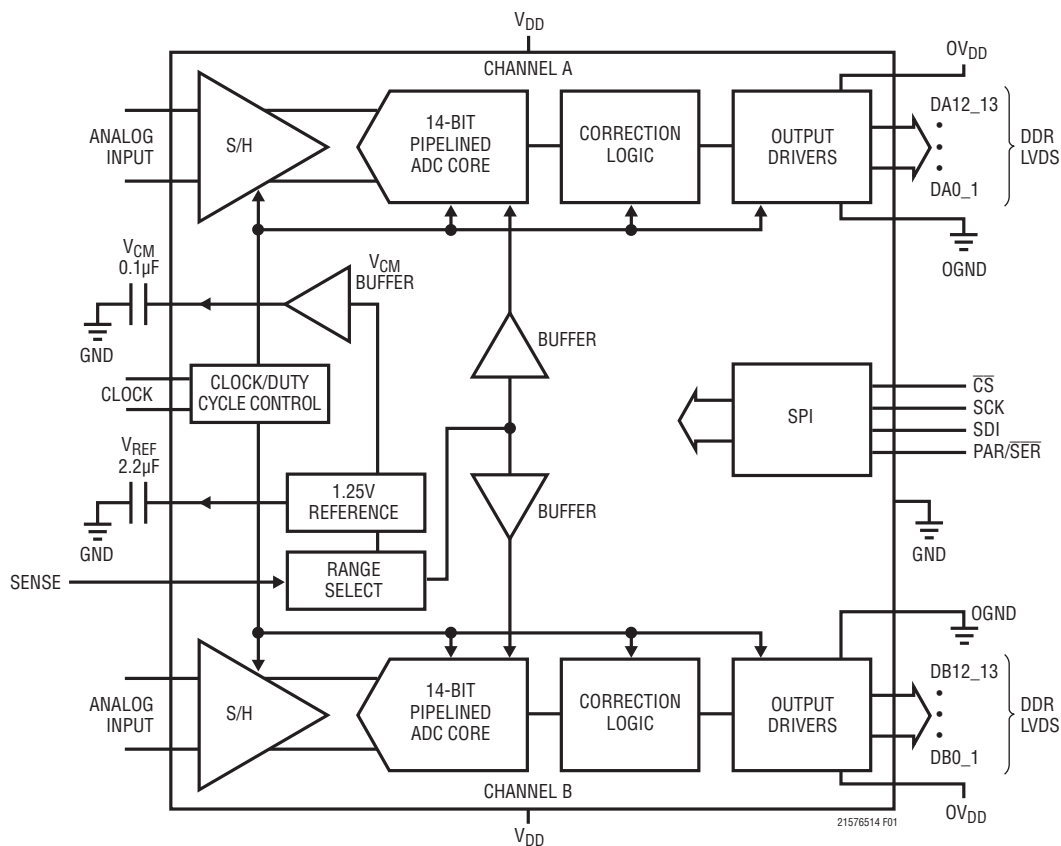 VDD
CHANNEL A
OVDD
ANALOG
INPUT
S/H
14-BIT
PIPELINED
ADC CORE
CORRECTION
LOGIC
OUTPUT
DRIVERS
DA12_13
•
•
•
DA0_1
DDR
LVDS
OGND
VCM
0.1µF
GND
VCM
BUFFER
BUFFER
CLOCK
CLOCK/DUTY
CYCLE CONTROL
SPI
C̅S̅
SCK
SDI
PAR/S̅E̅R̅
VREF
2.2µF
GND
1.25V
REFERENCE
BUFFER
GND
SENSE
RANGE
SELECT
OGND
ANALOG
INPUT
S/H
14-BIT
PIPELINED
ADC CORE
CORRECTION
LOGIC
OUTPUT
DRIVERS
DB12_13
•
•
•
DB0_1
DDR
LVDS
CHANNEL B
OVDD
VDD
21576514 F01